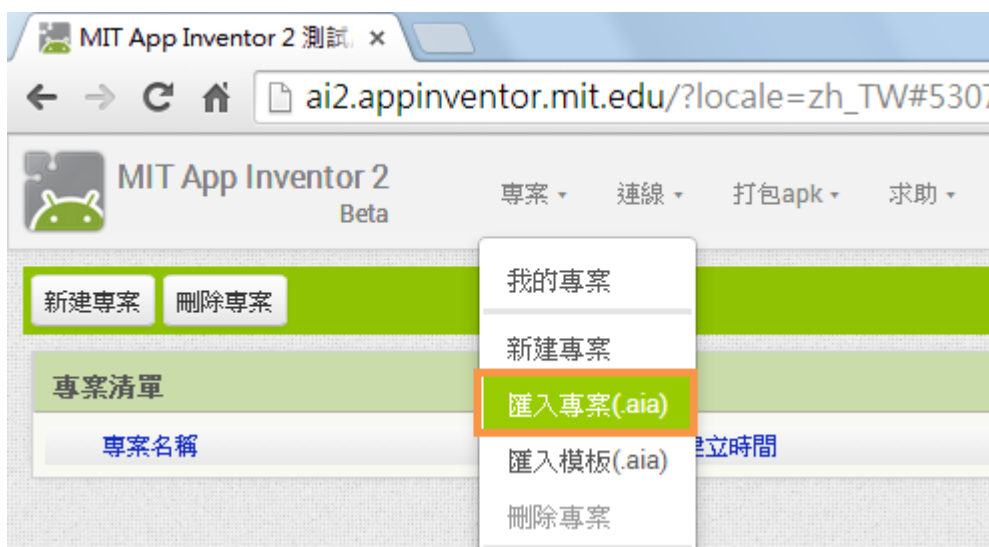 MIT App Inventor 2 測試
ai2.appinventor.mit.edu/?locale=zh_TW#5307
MIT App Inventor 2
Beta
專案
連線
打包apk
求助
新建專案
刪除專案
我的專案
新建專案
匯入專案(.aia)
匯入模板(.aia)
刪除專案
專案清單
專案名稱
立時間